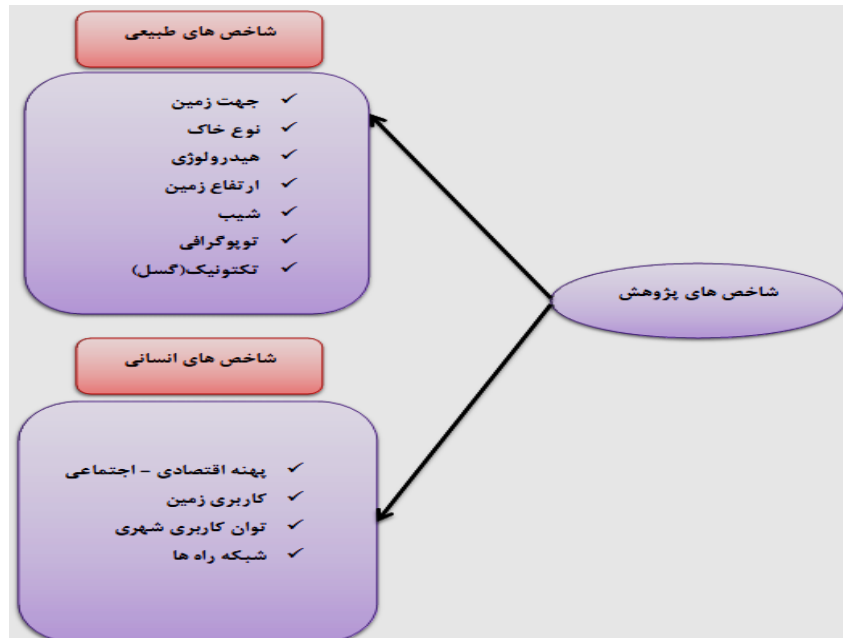 شاخص های طبیعی
جهت زمین
نوع خاک
هیدرولوژی
ارتفاع زمین
شیب
توپوگرافی
تکتونیک(گسل)
شاخص های پژوهش
شاخص های انسانی
پهنه اقتصادی - اجتماعی
کاربری زمین
توان کاربری شهری
شبکه راه ها